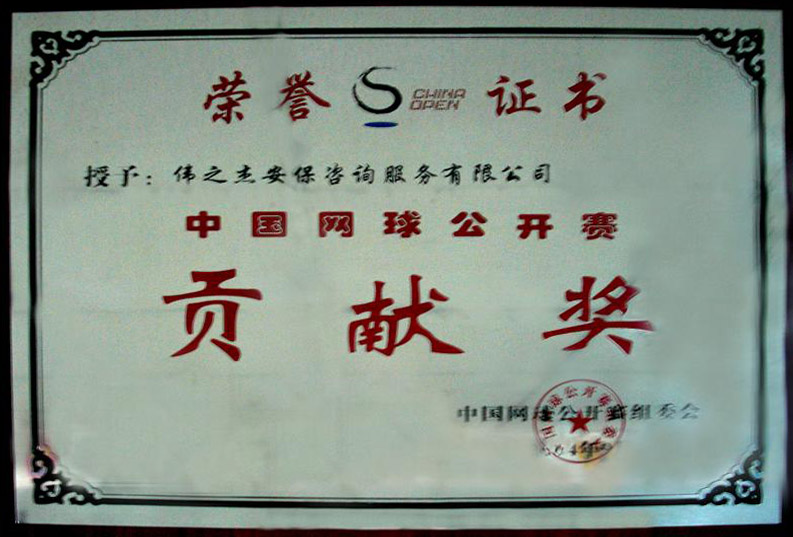 荣誉 CHINA OPEN 证书
授予：伟之杰安保咨询服务有限公司
中国网球公开赛
贡献奖
中国网球公开赛组委会